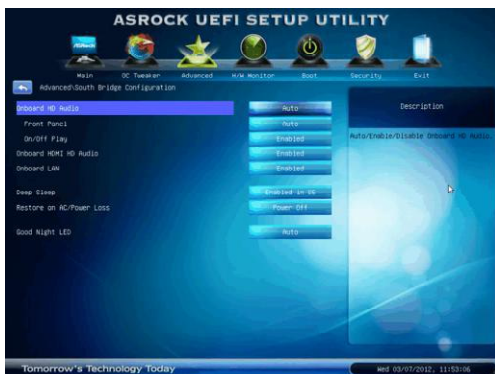 ASROCK UEFI SETUP UTILITY
ASRock
Main OC Tweaker Advanced H/W Monitor Boot Security Exit
Advanced\South Bridge Configuration
Description
Onboard HD Audio Auto
Front Panel Auto
Auto/Enable/Disable Onboard HD Audio.
On/Off Play Enabled
Onboard HDMI HD Audio Enabled
Onboard LAN Enabled
Deep Sleep Enabled in S5
Restore on AC/Power Loss Power Off
Good Night LED Auto
Tomorrow's Technology Today
Wed 03/07/2012, 11:53:06